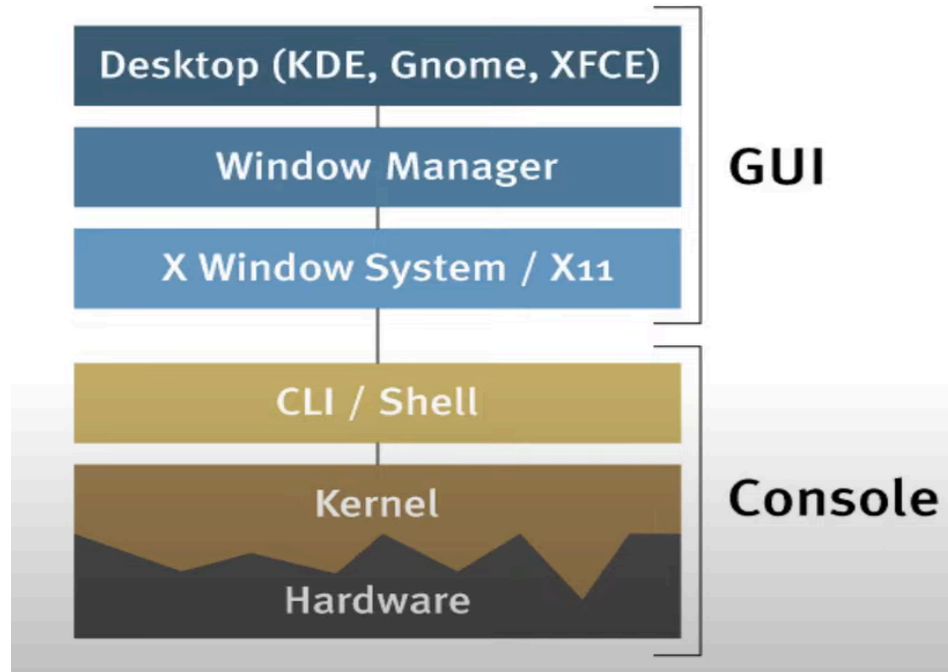 Desktop (KDE, Gnome, XFCE)
Window Manager
GUI
X Window System / X11
CLI / Shell
Kernel
Console
Hardware